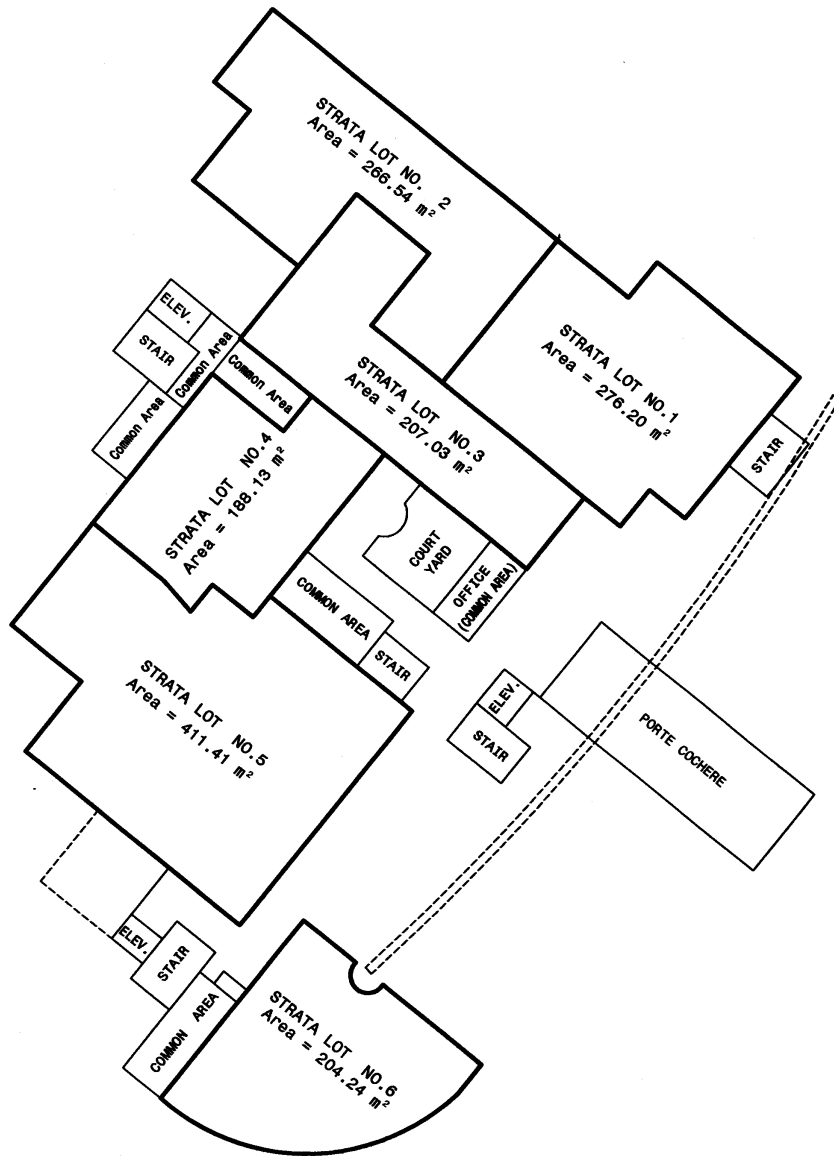 STRATA LOT NO. 2
Area = 266.54 m²
STRATA LOT NO.1
Area = 276.20 m²
ELEV.
STAIR
Common Area
Common Area
Common Area
STRATA LOT NO.3
Area = 207.03 m²
STAIR
STRATA LOT NO.4
Area = 188.13 m²
COURT
YARD
OFFICE
(COMMON AREA)
COMMON AREA
STAIR
STRATA LOT NO.5
Area = 411.41 m²
ELEV.
STAIR
PORTE COCHERE
ELEV.
STAIR
COMMON AREA
STRATA LOT NO.6
Area = 204.24 m²